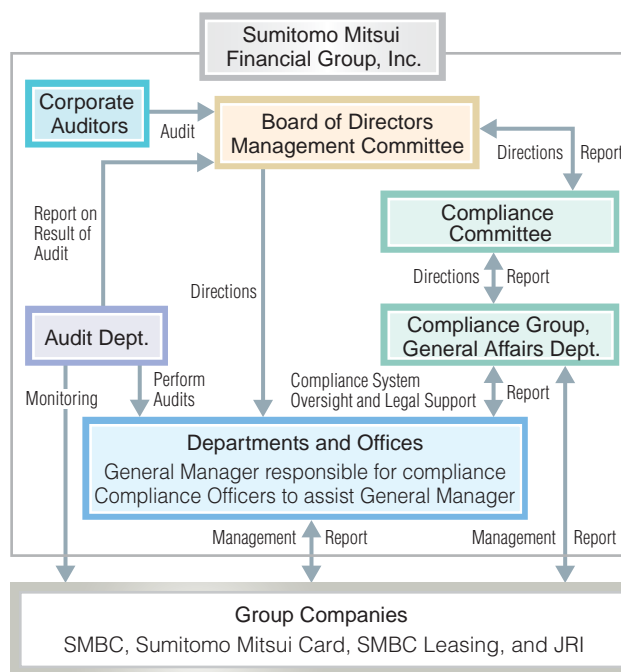 Sumitomo Mitsui
Financial Group, Inc.
Corporate
Auditors
Audit
Board of Directors
Management Committee
Directions
Report
Report on
Result of
Audit
Compliance
Committee
Directions
Directions
Report
Audit Dept.
Compliance Group,
General Affairs Dept.
Monitoring
Perform
Audits
Compliance System
Oversight and Legal Support
Report
Departments and Offices
General Manager responsible for compliance
Compliance Officers to assist General Manager
Management
Report
Management
Report
Group Companies
SMBC, Sumitomo Mitsui Card, SMBC Leasing, and JRI